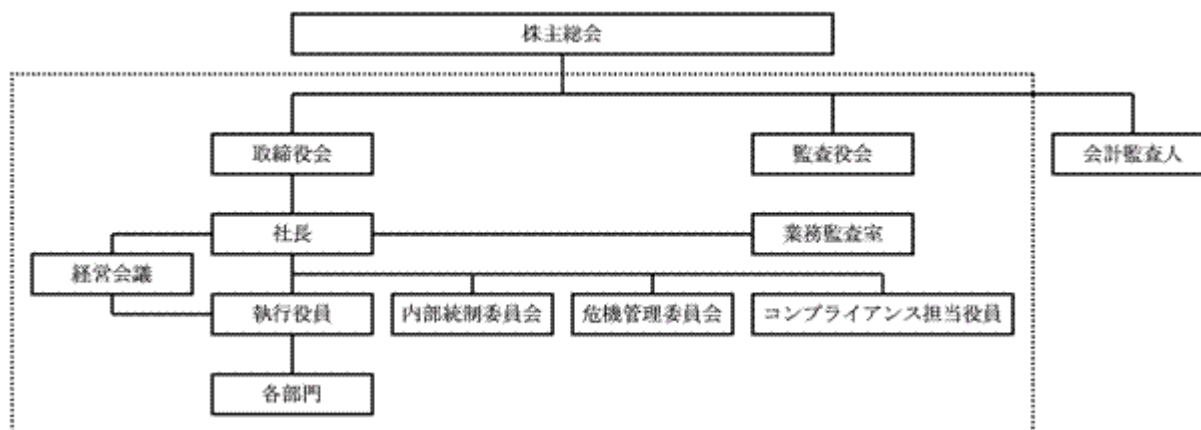 株主総会
取締役会
監査役会
会計監査人
社長
業務監査室
経営会議
執行役員
内部統制委員会
危機管理委員会
コンプライアンス担当役員
各部門